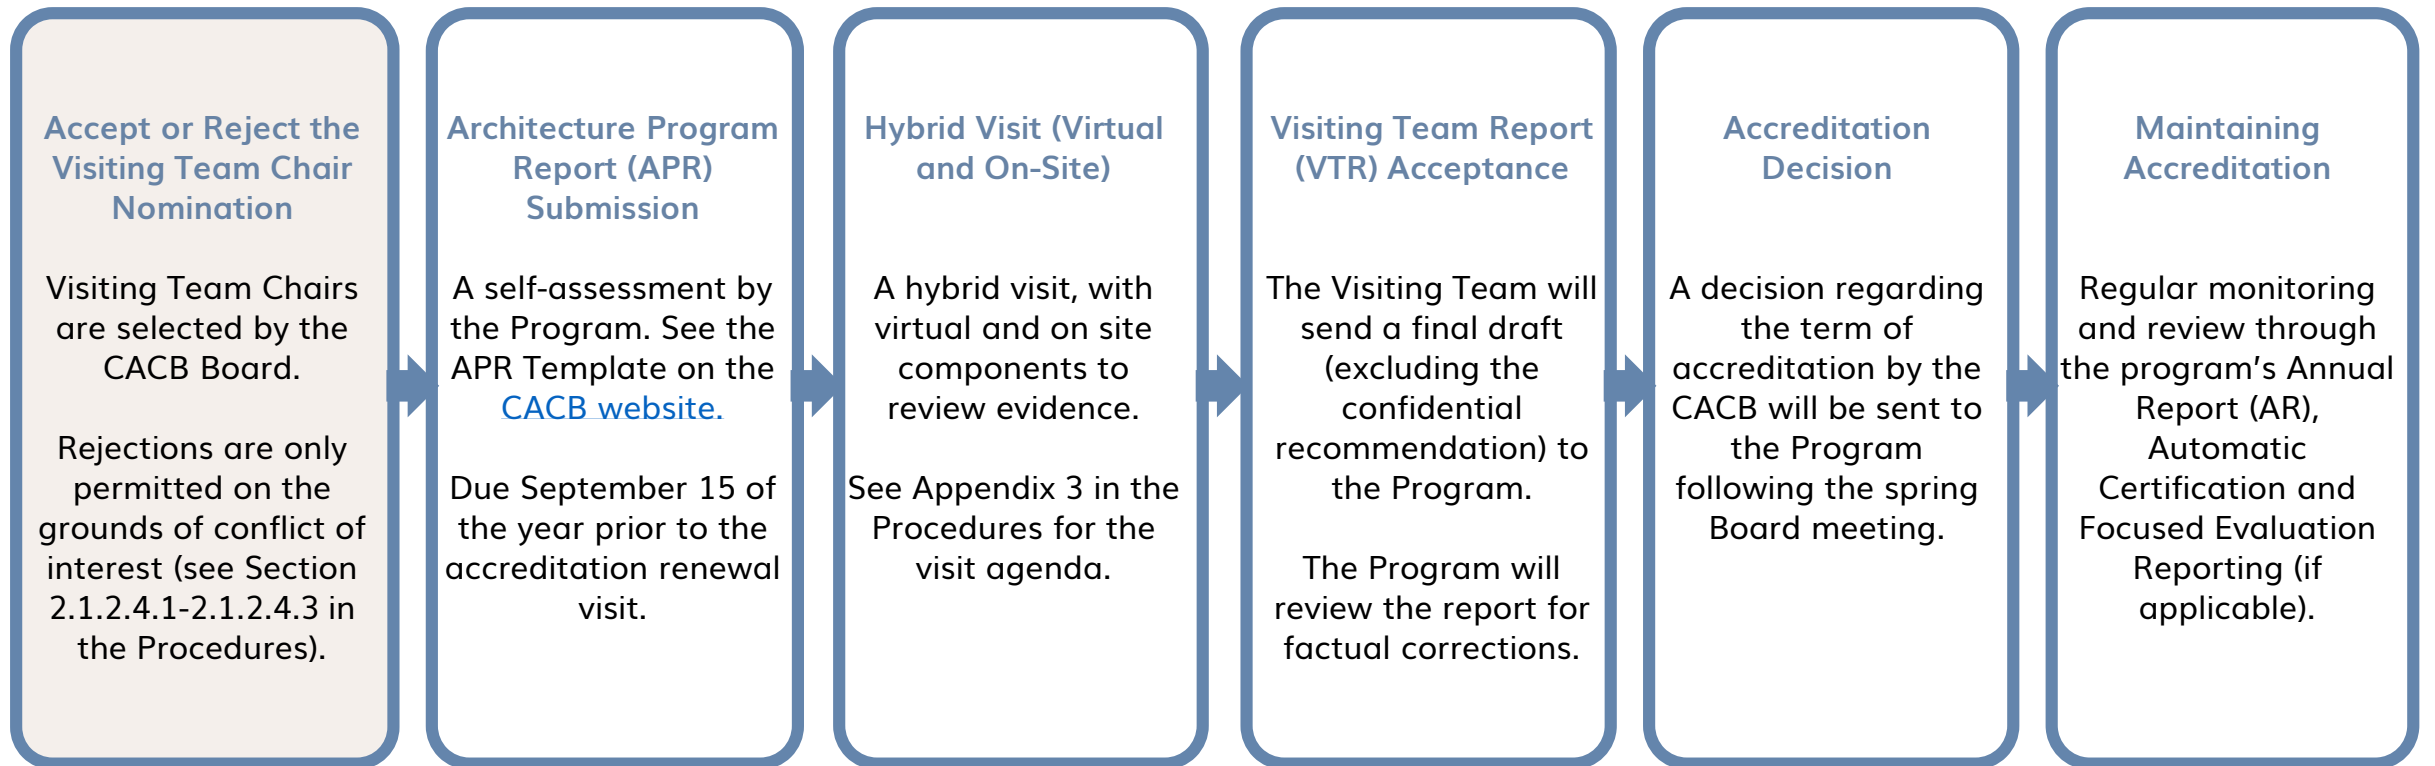 Accept or Reject the
Visiting Team Chair
Nomination
Visiting Team Chairs
are selected by the
CACB Board.
Rejections are only
permitted on the
grounds of conflict of
interest (see Section
2.1.2.4.1-2.1.2.4.3 in
the Procedures).
Architecture Program
Report (APR)
Submission
A self-assessment by
the Program. See the
APR Template on the
CACB website.
Due September 15 of
the year prior to the
accreditation renewal
visit.
Hybrid Visit (Virtual
and On-Site)
A hybrid visit, with
virtual and on site
components to
review evidence.
See Appendix 3 in the
Procedures for the
visit agenda.
Visiting Team Report
(VTR) Acceptance
The Visiting Team will
send a final draft
(excluding the
confidential
recommendation) to
the Program.
The Program will
review the report for
factual corrections.
Accreditation
Decision
A decision regarding
the term of
accreditation by the
CACB will be sent to
the Program
following the spring
Board meeting.
Maintaining
Accreditation
Regular monitoring
and review through
the program’s Annual
Report (AR),
Automatic
Certification and
Focused Evaluation
Reporting (if
applicable).